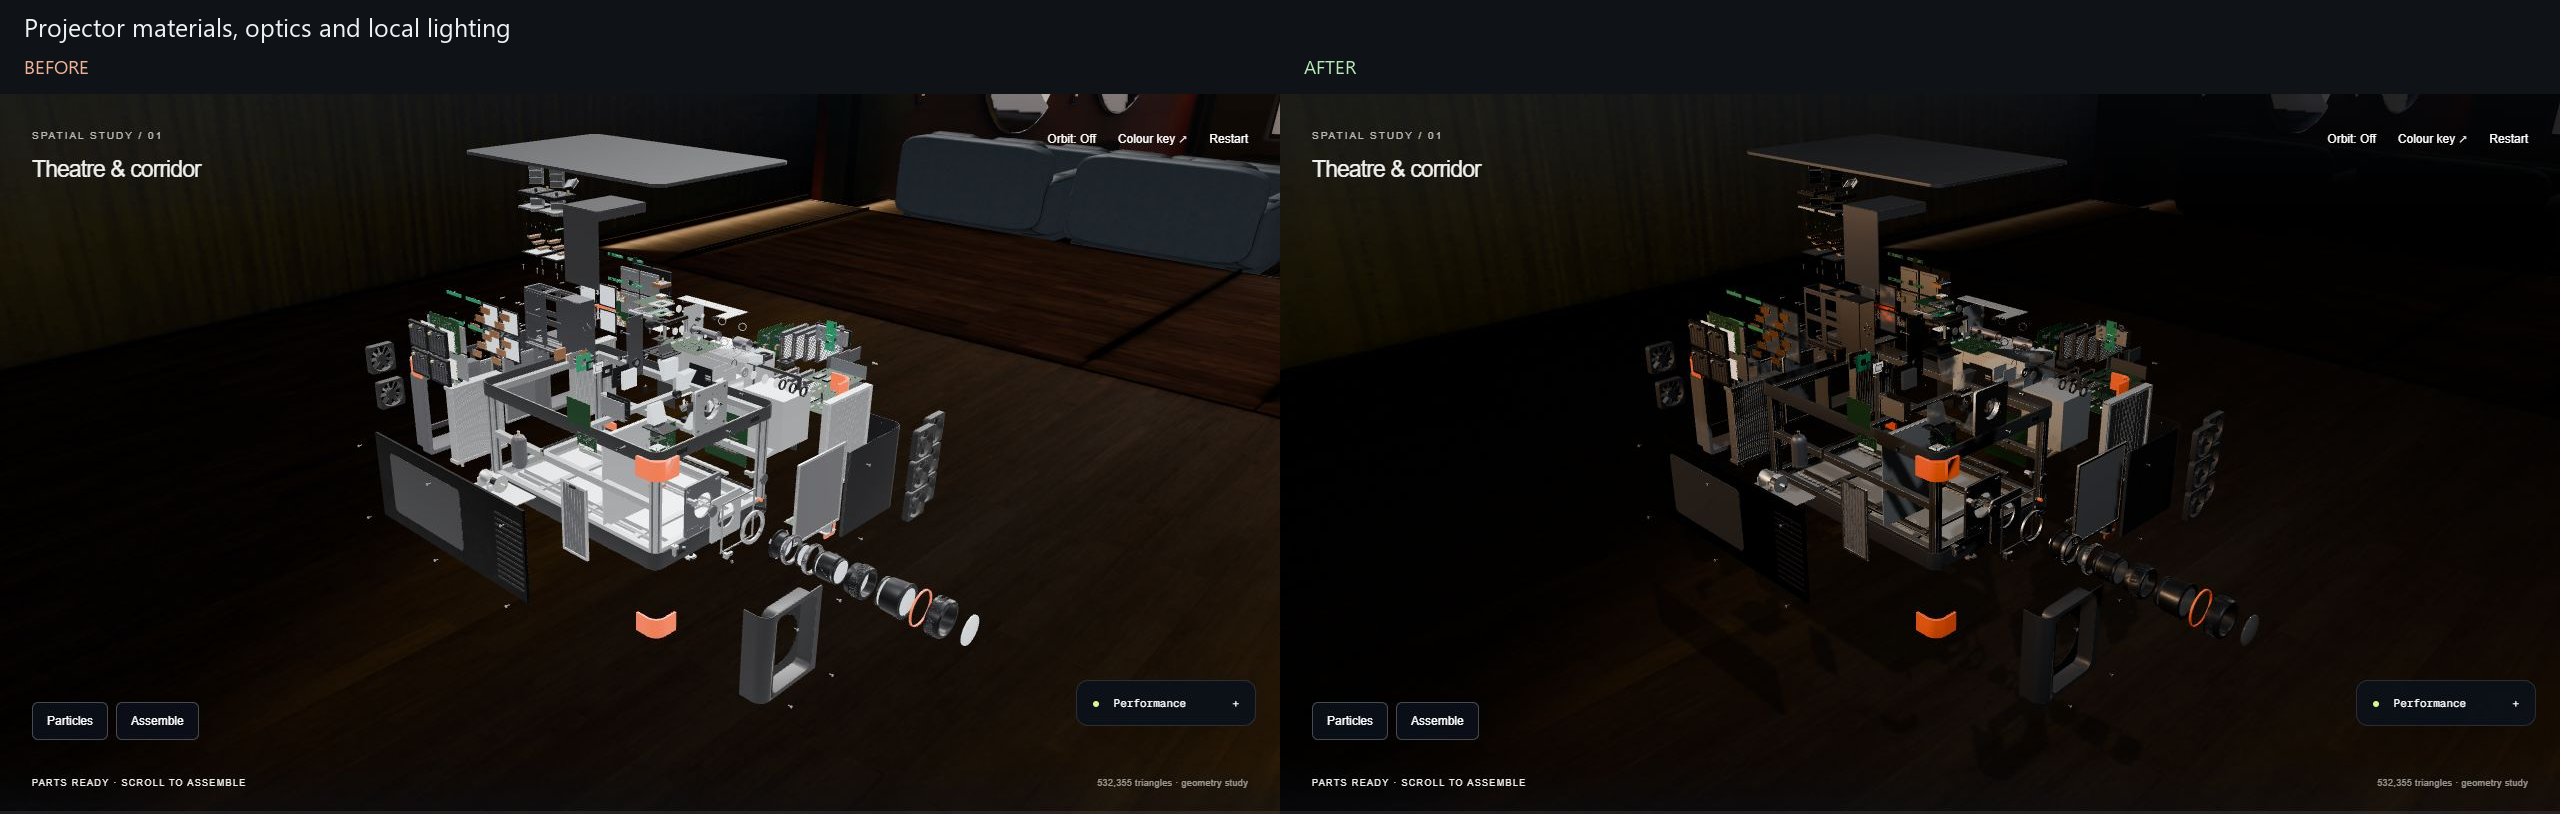 Projector materials, optics and local lighting
BEFORE
AFTER
SPATIAL STUDY / 01
Theatre & corridor
Orbit: Off
Colour key ↗
Restart
Particles
Assemble
Performance +
PARTS READY · SCROLL TO ASSEMBLE
532,355 triangles · geometry study
SPATIAL STUDY / 01
Theatre & corridor
Orbit: Off
Colour key ↗
Restart
Particles
Assemble
Performance +
PARTS READY · SCROLL TO ASSEMBLE
532,355 triangles · geometry study